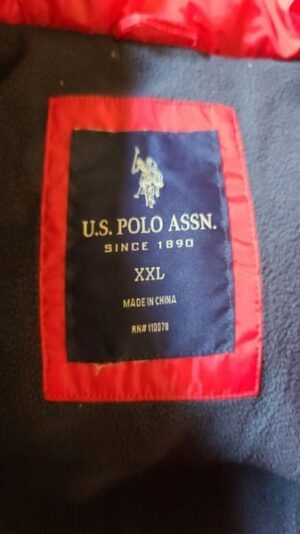 U.S. POLO ASSN.
SINCE 1890
XXL
MADE IN CHINA
RN# 110078